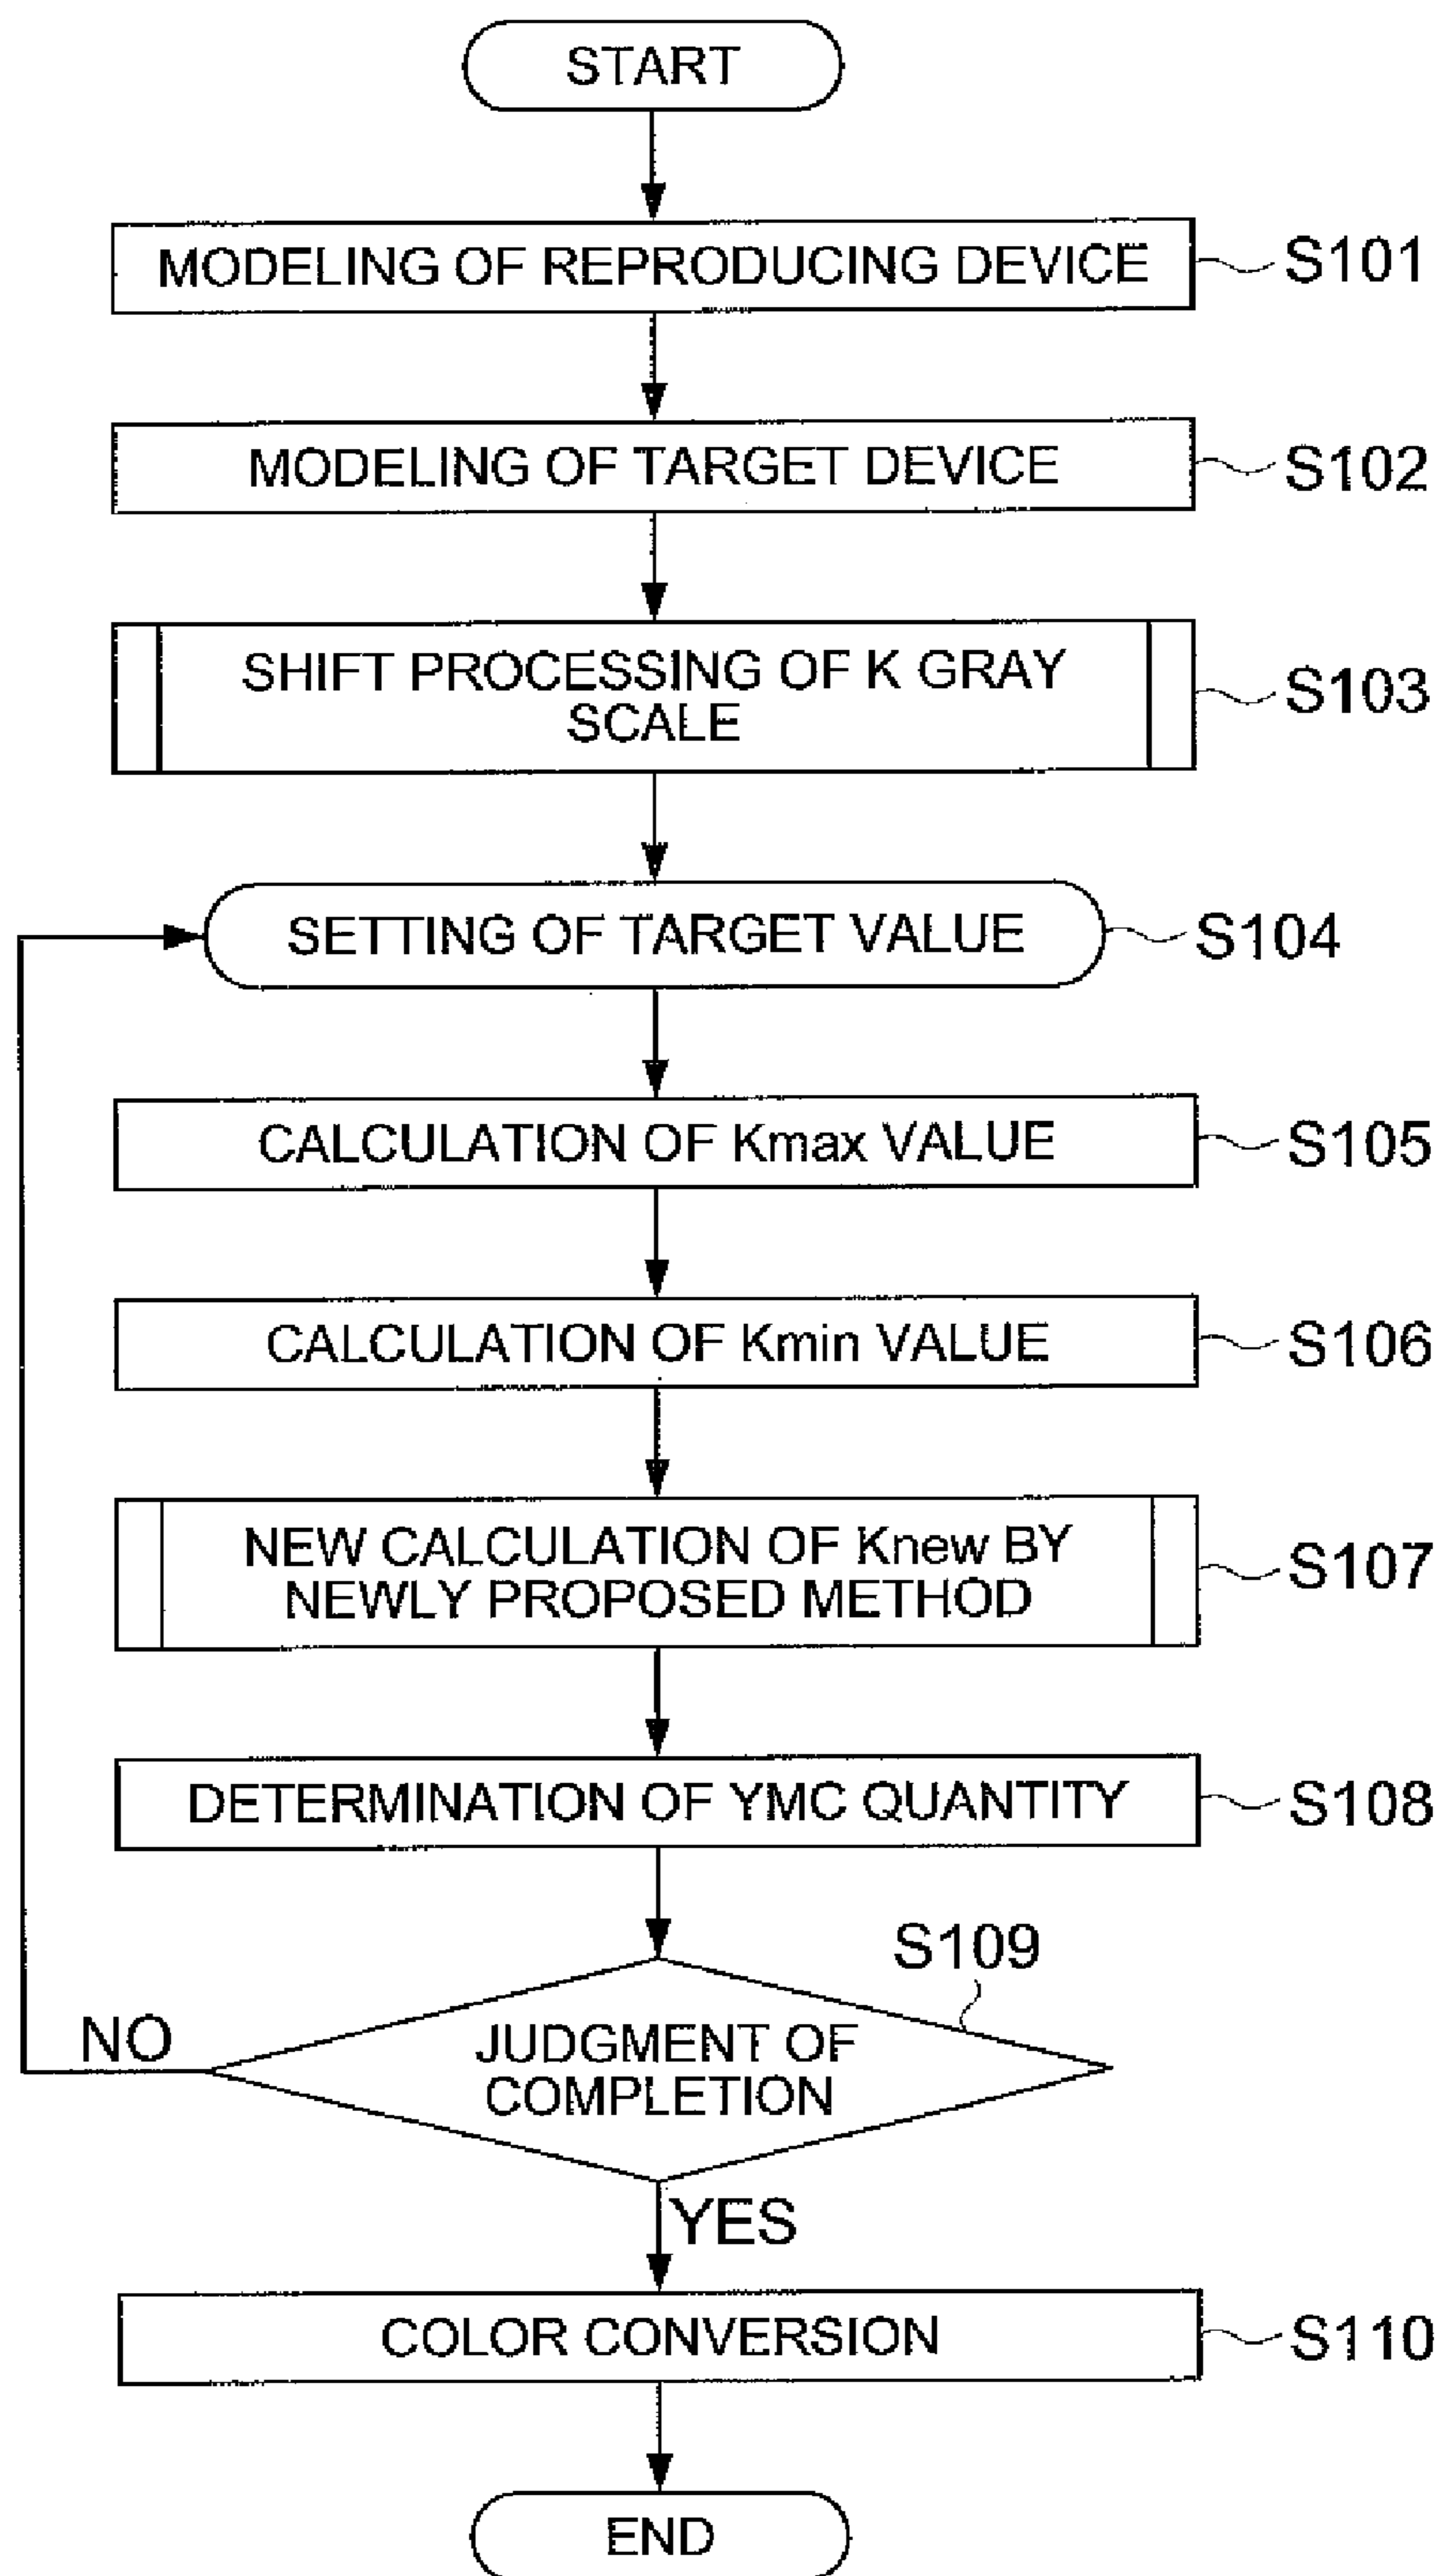 START
MODELING OF REPRODUCING DEVICE
S101
MODELING OF TARGET DEVICE
S102
SHIFT PROCESSING OF K GRAY
SCALE
S103
SETTING OF TARGET VALUE
S104
CALCULATION OF Kmax VALUE
S105
CALCULATION OF Kmin VALUE
S106
NEW CALCULATION OF Knew BY
NEWLY PROPOSED METHOD
S107
DETERMINATION OF YMC QUANTITY
S108
S109
NO
JUDGMENT OF
COMPLETION
YES
COLOR CONVERSION
S110
END